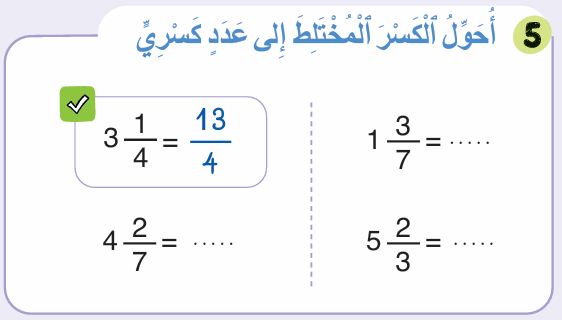 5 أُحَوِّلُ ٱلْكَسْرَ ٱلْمُخْتَلِطَ إِلى عَدَدٍ كَسْرِيٍّ
3 1/4 = 13/4
1 3/7 = .....
4 2/7 = .....
5 2/3 = .....